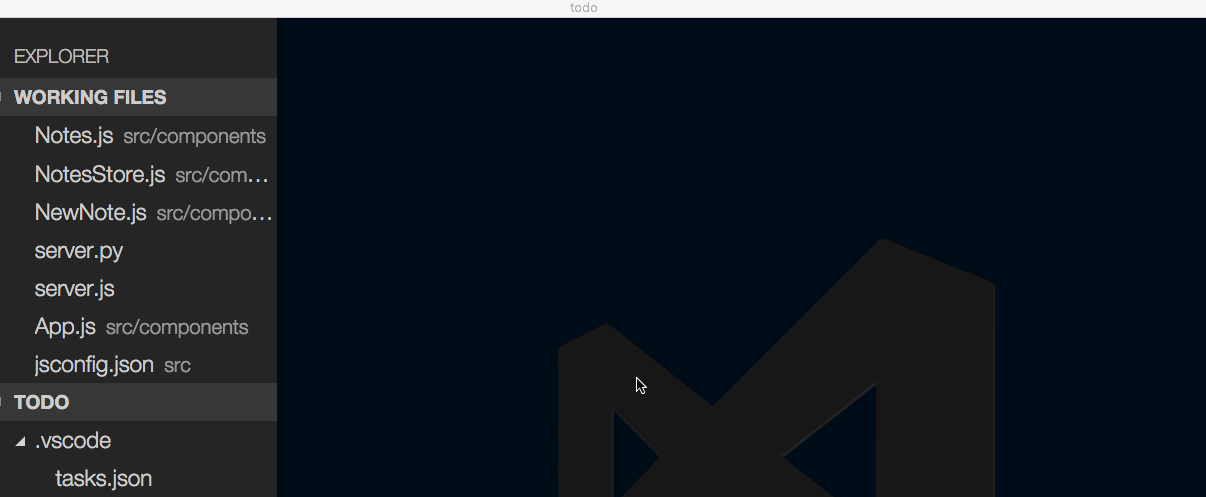 todo
EXPLORER
WORKING FILES
Notes.js src/components
NotesStore.js src/com...
NewNote.js src/compo...
server.py
server.js
App.js src/components
jsconfig.json src
TODO
.vscode
tasks.json